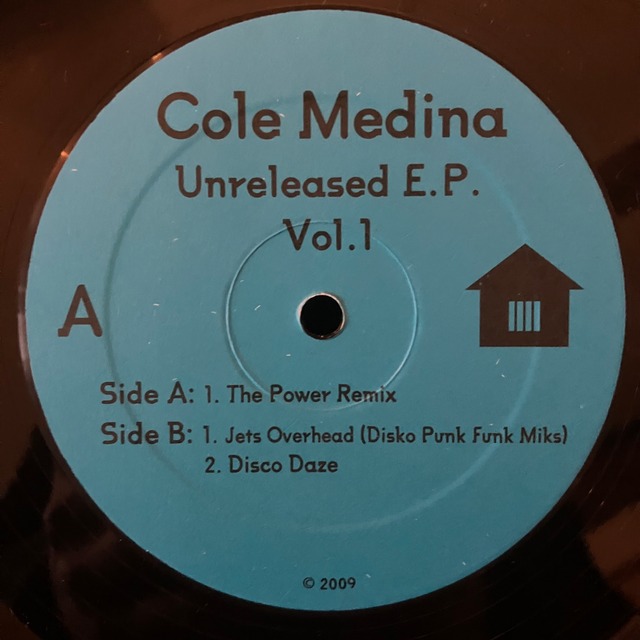 Cole Medina
Unreleased E.P.
Vol.1
A
Side A: 1. The Power Remix
Side B: 1. Jets Overhead (Disko Punk Funk Miks)
2. Disco Daze
© 2009